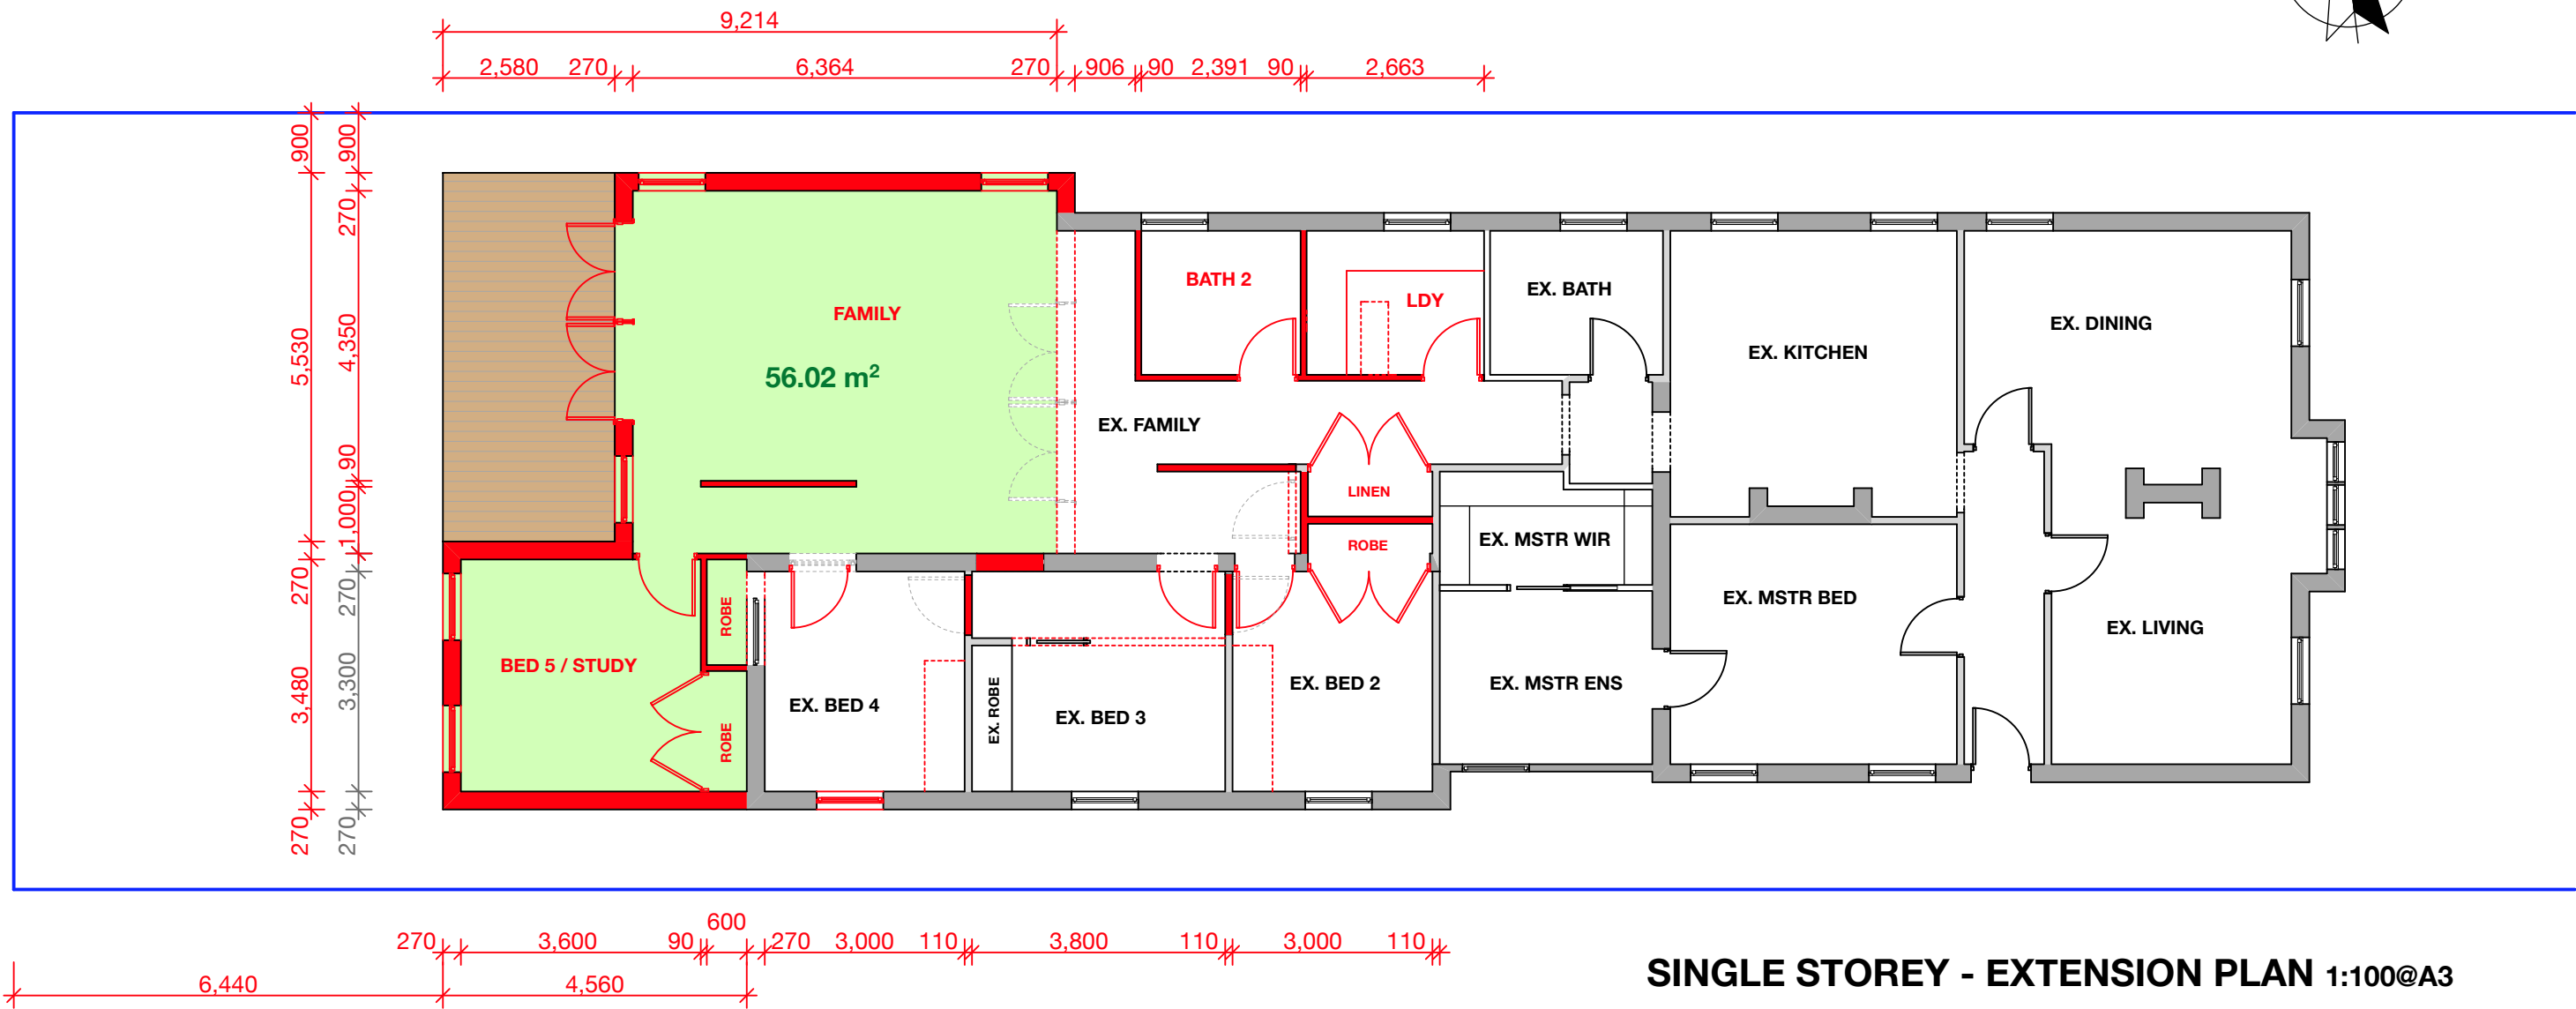 9,214
2,580 270 6,364 270 906 90 2,391 90 2,663
900 900
270
5,530 4,350
90
1,000
270 270
3,480 3,300
270 270
FAMILY
56.02 m²
BATH 2
LDY
EX. BATH
EX. KITCHEN
EX. DINING
EX. FAMILY
LINEN
ROBE
EX. MSTR WIR
EX. MSTR BED
EX. LIVING
BED 5 / STUDY
ROBE
ROBE
EX. BED 4
EX. ROBE
EX. BED 3
EX. BED 2
EX. MSTR ENS
600
270 3,600 90 270 3,000 110 3,800 110 3,000 110
6,440 4,560
SINGLE STOREY - EXTENSION PLAN 1:100@A3